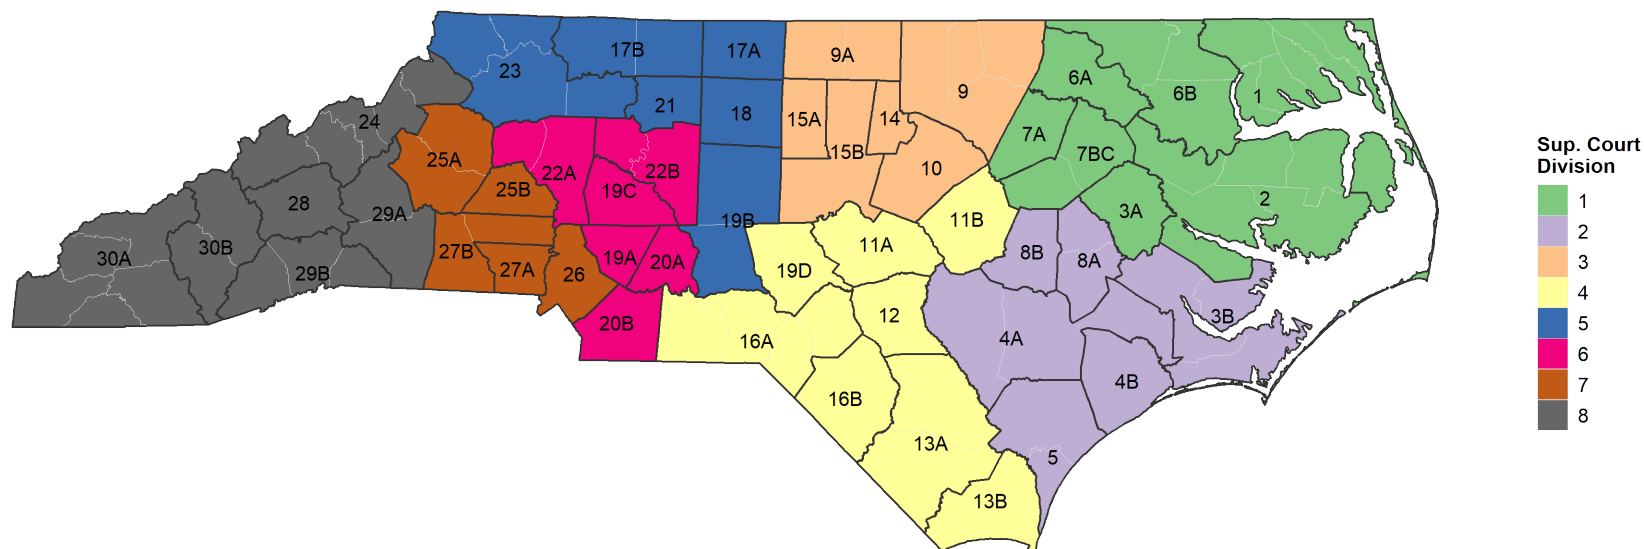 17B
17A
9A
23
6A
9
6B
1
21
18
24
15A
14
7A
25A
15B
7BC
22A
22B
10
25B
19C
28
2
29A
3A
19B
11B
30B
11A
27B
8B
30A
19A
20A
8A
29B
27A
26
19D
12
3B
20B
16A
4A
4B
16B
13A
5
13B
Sup. Court
Division
1
2
3
4
5
6
7
8